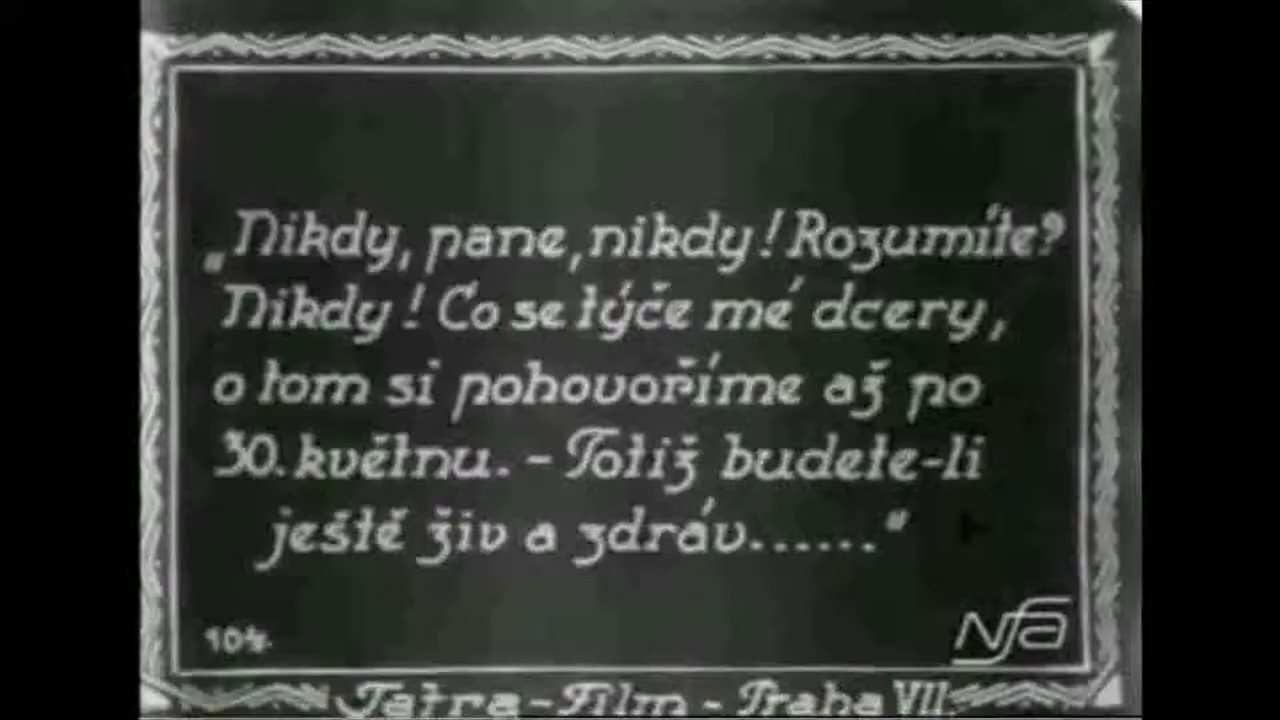 „Nikdy, pane, nikdy! Rozumíte?
Nikdy! Co se týče mé dcery,
o tom si pohovoříme až po
30. květnu. - Totiž budete-li
ještě živ a zdráv......"
nfa
Tatra-Film - Praha VII.